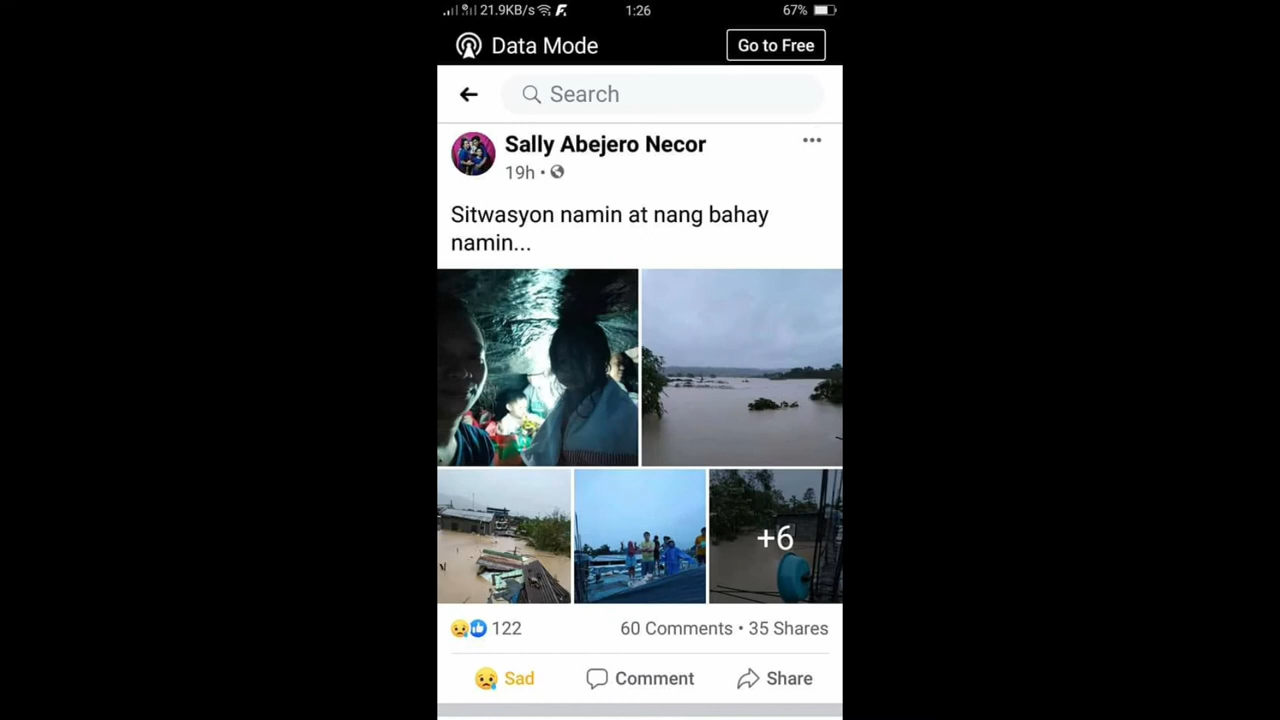 21.9KB/s 1:26 67%
Data Mode Go to Free
Search
Sally Abejero Necor
19h •
Sitwasyon namin at nang bahay
namin...
+6
122 60 Comments • 35 Shares
Sad Comment Share